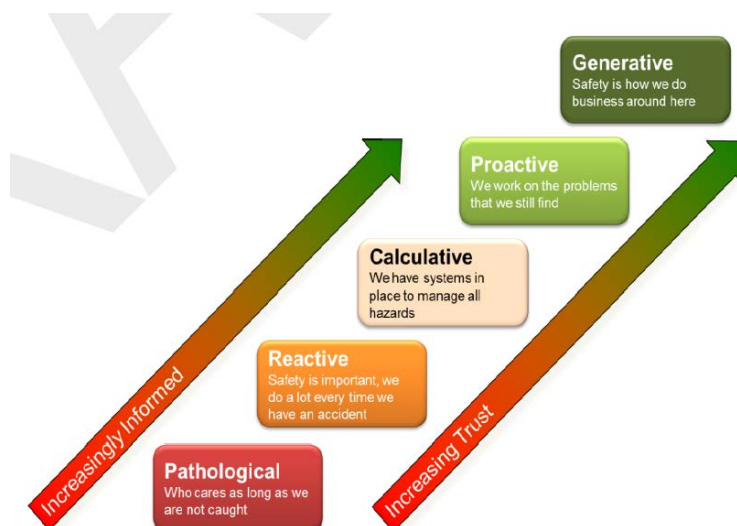 Generative
Safety is how we do
business around here
Proactive
We work on the problems
that we still find
Calculative
We have systems in
place to manage all
hazards
Reactive
Safety is important, we
do a lot every time we
have an accident
Pathological
Who cares as long as we
are not caught
Increasingly Informed
Increasing Trust